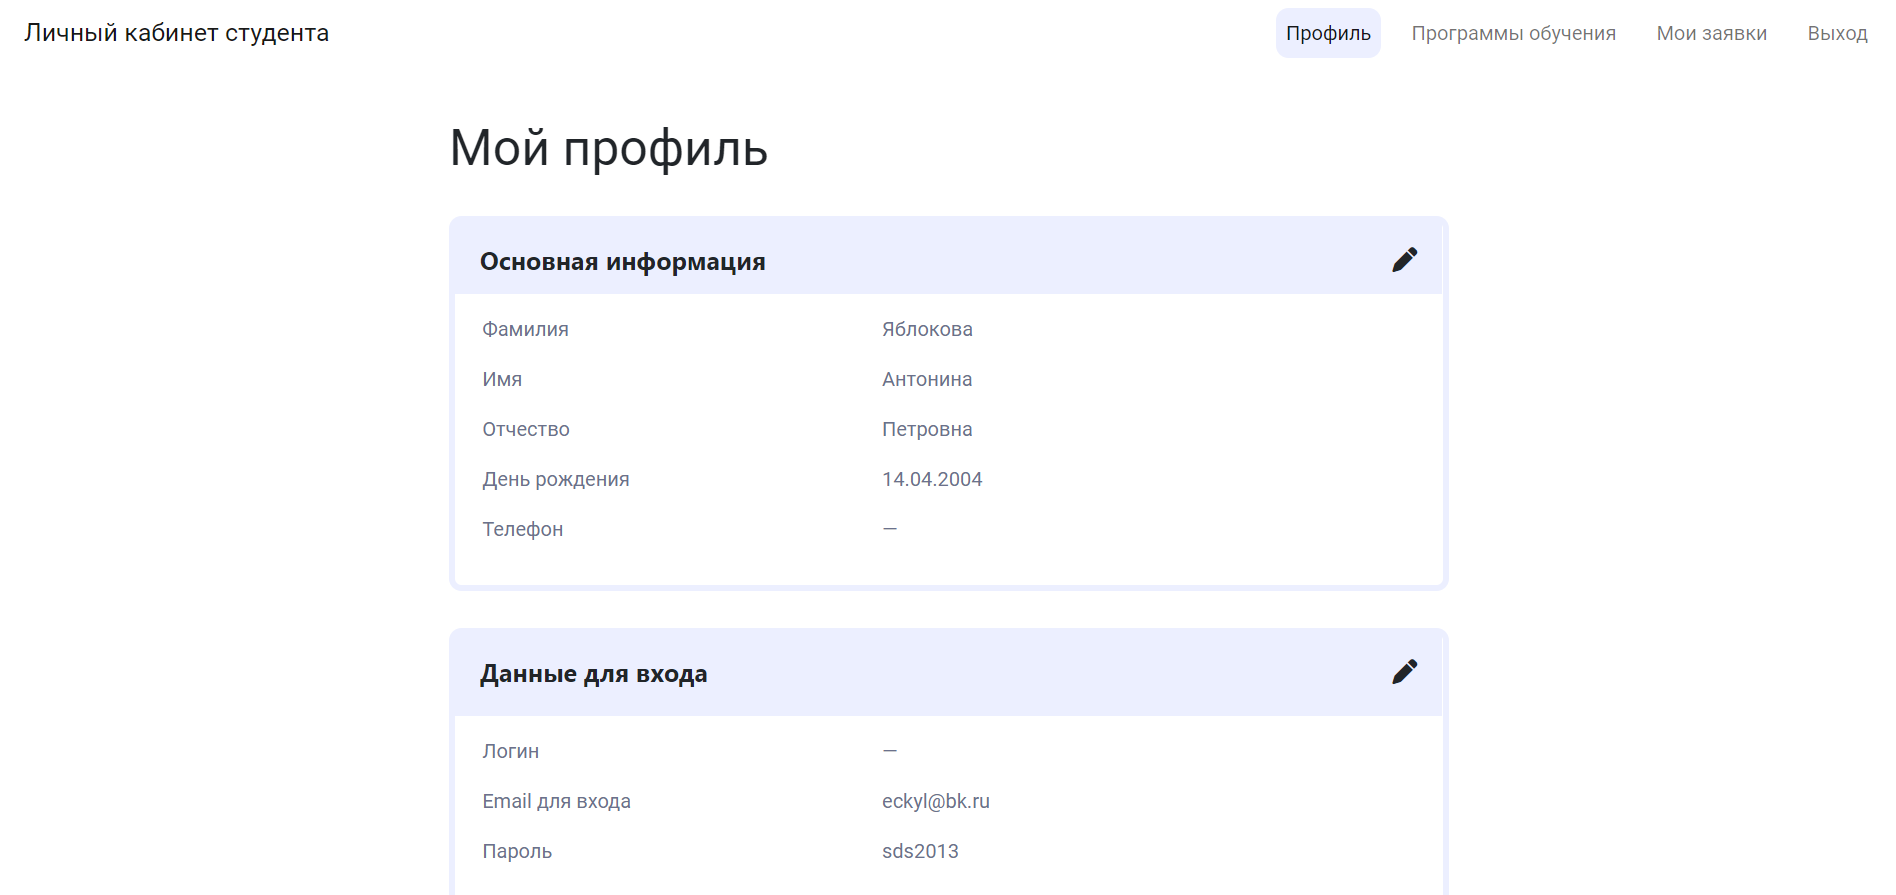 Личный кабинет студента
Профиль Программы обучения Мои заявки Выход
Мой профиль
Основная информация
Фамилия Яблокова
Имя Антонина
Отчество Петровна
День рождения 14.04.2004
Телефон —
Данные для входа
Логин —
Email для входа eckyl@bk.ru
Пароль sds2013